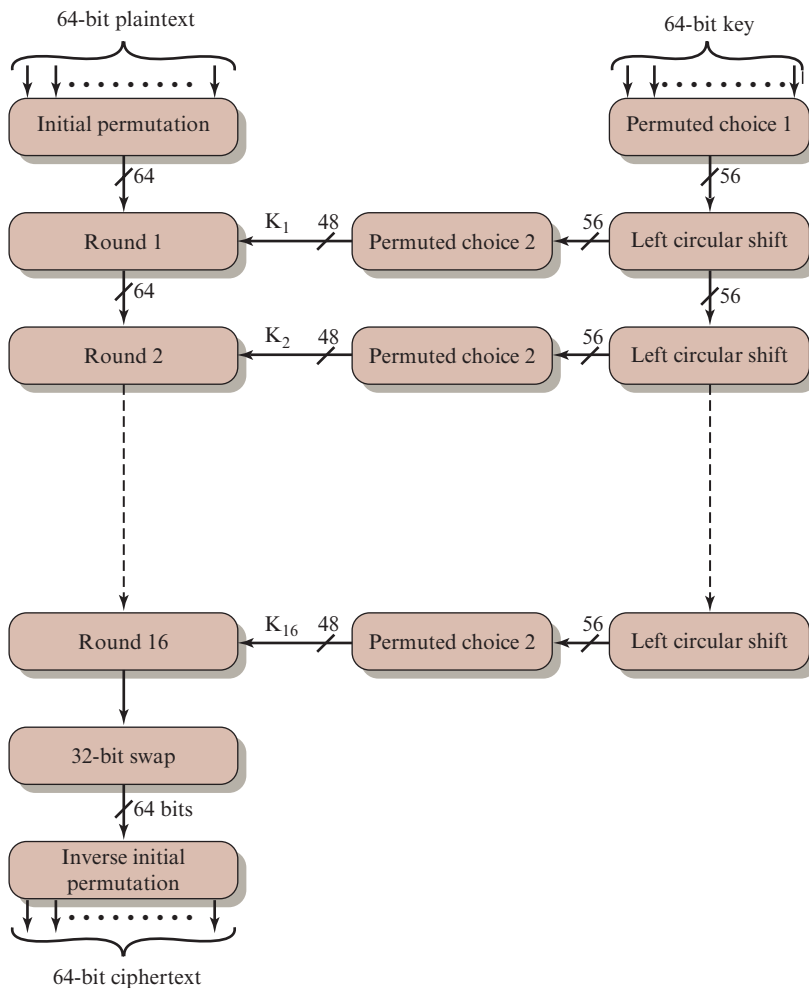 64-bit plaintext
64-bit key
Initial permutation
Permuted choice 1
64
56
K1
48
56
Round 1
Permuted choice 2
Left circular shift
64
56
K2
48
56
Round 2
Permuted choice 2
Left circular shift
K16
48
56
Round 16
Permuted choice 2
Left circular shift
32-bit swap
64 bits
Inverse initial
permutation
64-bit ciphertext